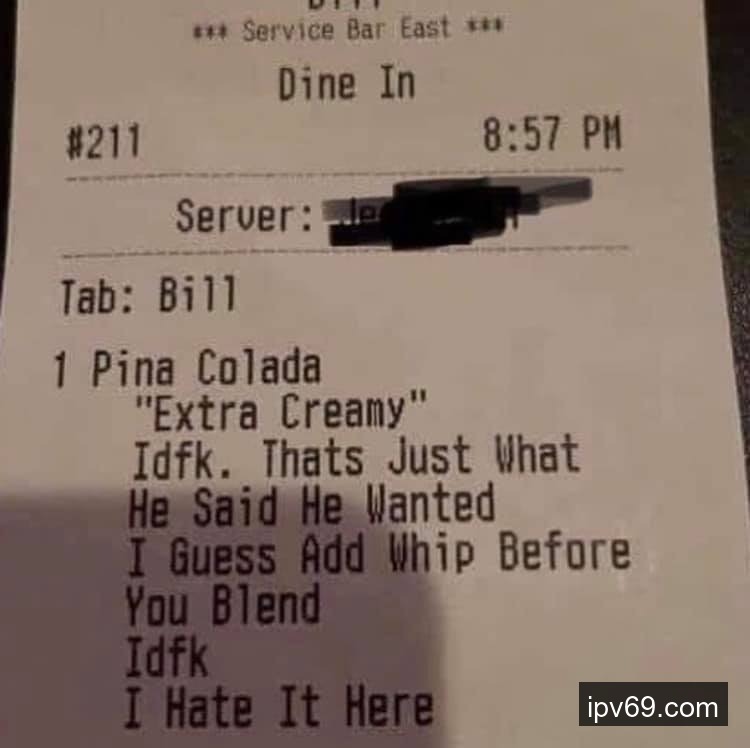 *** Service Bar East ***
Dine In
#211 8:57 PM
Server:
Tab: Bill
1 Pina Colada
"Extra Creamy"
Idfk. Thats Just What
He Said He Wanted
I Guess Add Whip Before
You Blend
Idfk
I Hate It Here
ipv69.com